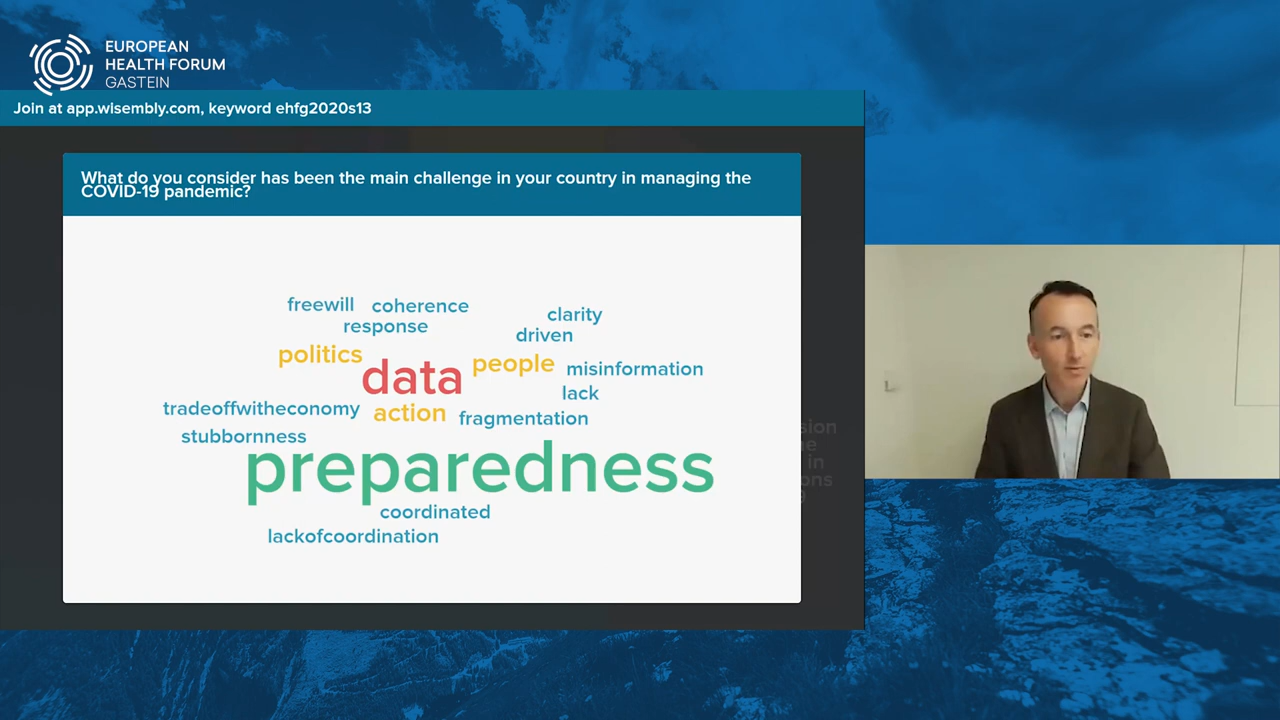 EUROPEAN
HEALTH FORUM
GASTEIN
Join at app.wisembly.com, keyword ehfg2020s13
What do you consider has been the main challenge in your country in managing the
COVID-19 pandemic?
freewill coherence clarity
response driven
politics data people misinformation
lack
tradeoffwitheconomy action fragmentation
stubbornness
preparedness
coordinated
lackofcoordination
in